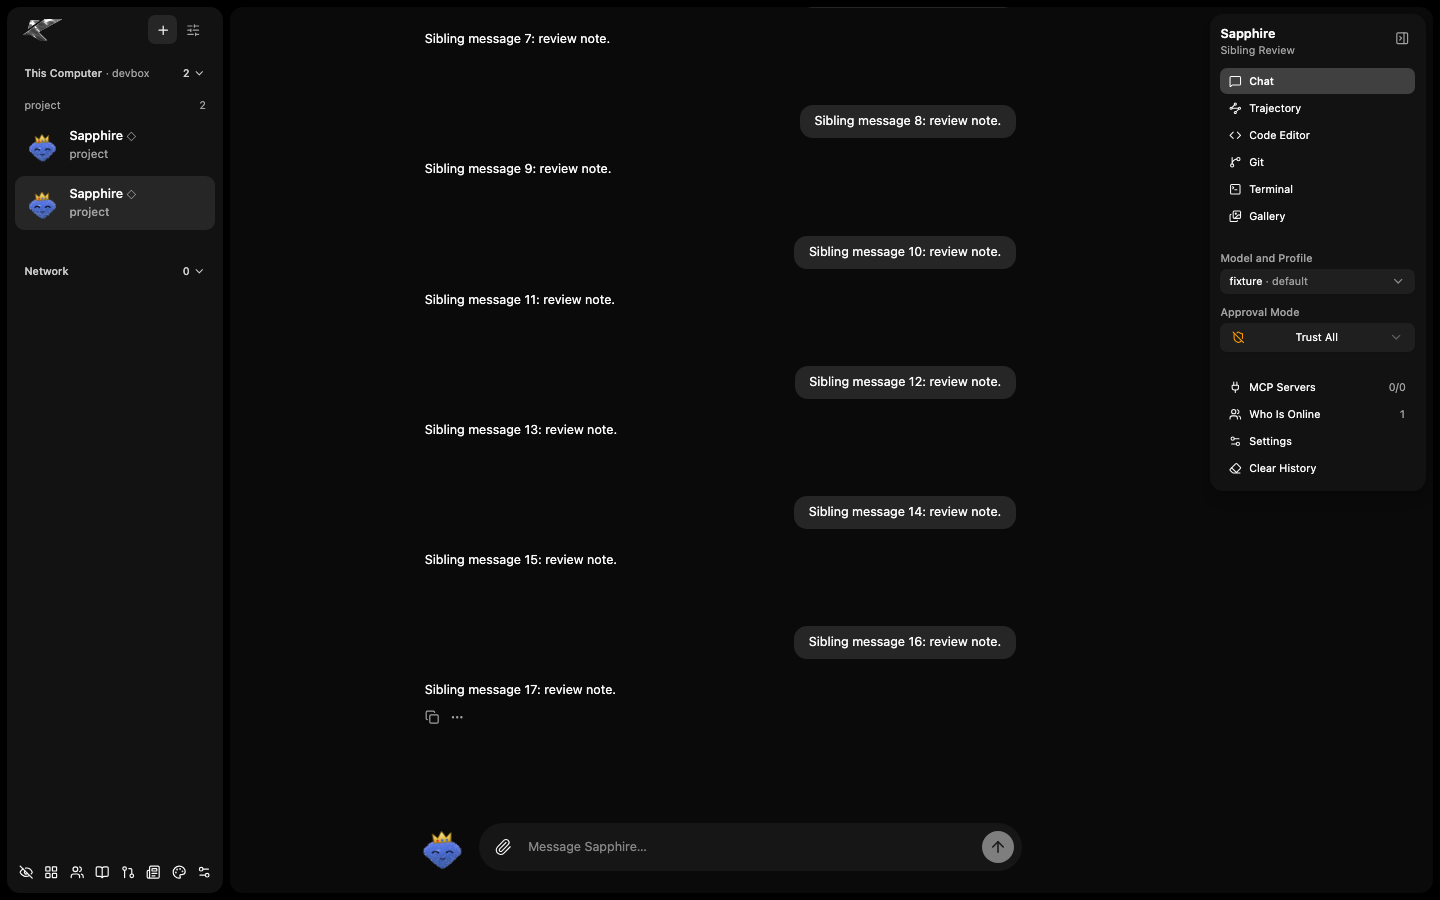 This Computer · devbox 2
project 2
Sapphire
project
Sapphire
project
Network 0
Sibling message 7: review note.
Sibling message 8: review note.
Sibling message 9: review note.
Sibling message 10: review note.
Sibling message 11: review note.
Sibling message 12: review note.
Sibling message 13: review note.
Sibling message 14: review note.
Sibling message 15: review note.
Sibling message 16: review note.
Sibling message 17: review note.
Message Sapphire...
Sapphire
Sibling Review
Chat
Trajectory
Code Editor
Git
Terminal
Gallery
Model and Profile
fixture · default
Approval Mode
Trust All
MCP Servers 0/0
Who Is Online 1
Settings
Clear History